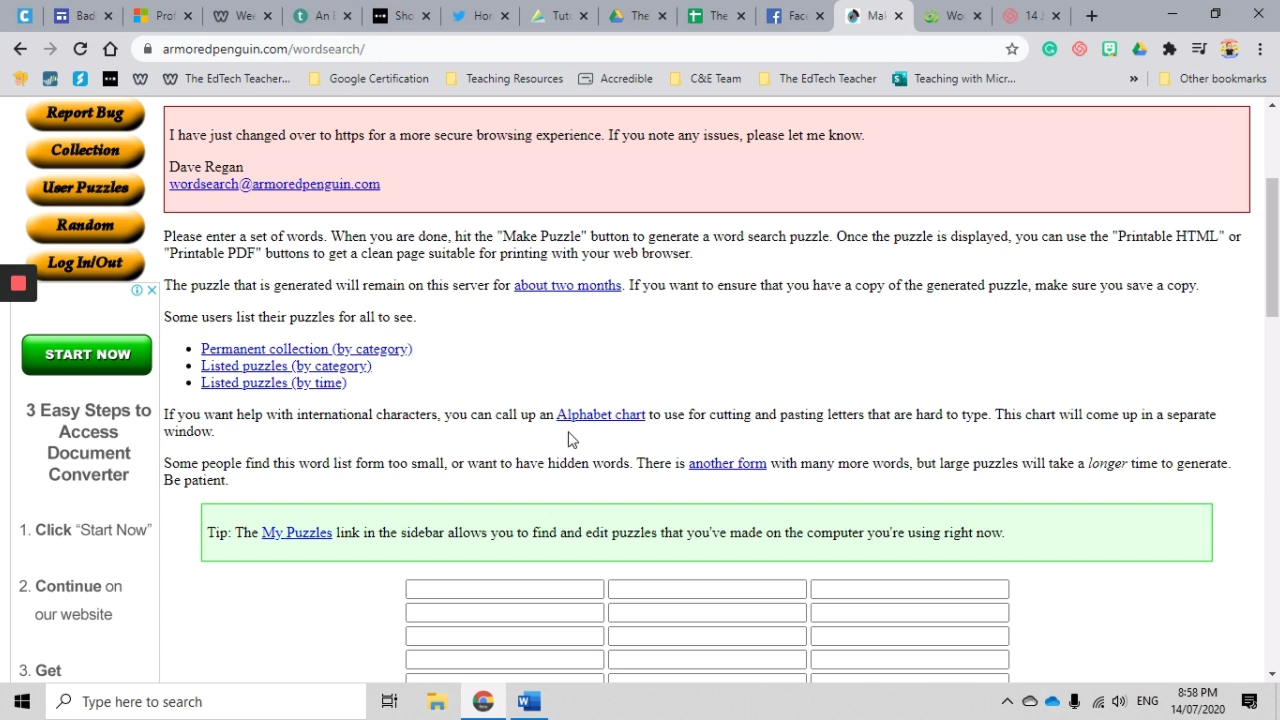 Bad
Prof
We
An E
Sho
Ho
Tuto
The
The
Face
Mak
Wo
14 J
armoredpenguin.com/wordsearch/
The EdTech Teacher...
Google Certification
Teaching Resources
Accredible
C&E Team
The EdTech Teacher
Teaching with Micr...
»
Other bookmarks
Report Bug
Collection
User Puzzles
Random
Log In/Out
I have just changed over to https for a more secure browsing experience. If you note any issues, please let me know.
Dave Regan
wordsearch@armoredpenguin.com
Please enter a set of words. When you are done, hit the "Make Puzzle" button to generate a word search puzzle. Once the puzzle is displayed, you can use the "Printable HTML" or
"Printable PDF" buttons to get a clean page suitable for printing with your web browser.
The puzzle that is generated will remain on this server for about two months. If you want to ensure that you have a copy of the generated puzzle, make sure you save a copy.
Some users list their puzzles for all to see.
• Permanent collection (by category)
• Listed puzzles (by category)
• Listed puzzles (by time)
If you want help with international characters, you can call up an Alphabet chart to use for cutting and pasting letters that are hard to type. This chart will come up in a separate
window.
Some people find this word list form too small, or want to have hidden words. There is another form with many more words, but large puzzles will take a longer time to generate.
Be patient.
Tip: The My Puzzles link in the sidebar allows you to find and edit puzzles that you've made on the computer you're using right now.
START NOW
3 Easy Steps to
Access
Document
Converter
1. Click “Start Now”
2. Continue on
our website
3. Get
Type here to search
ENG
8:58 PM
14/07/2020